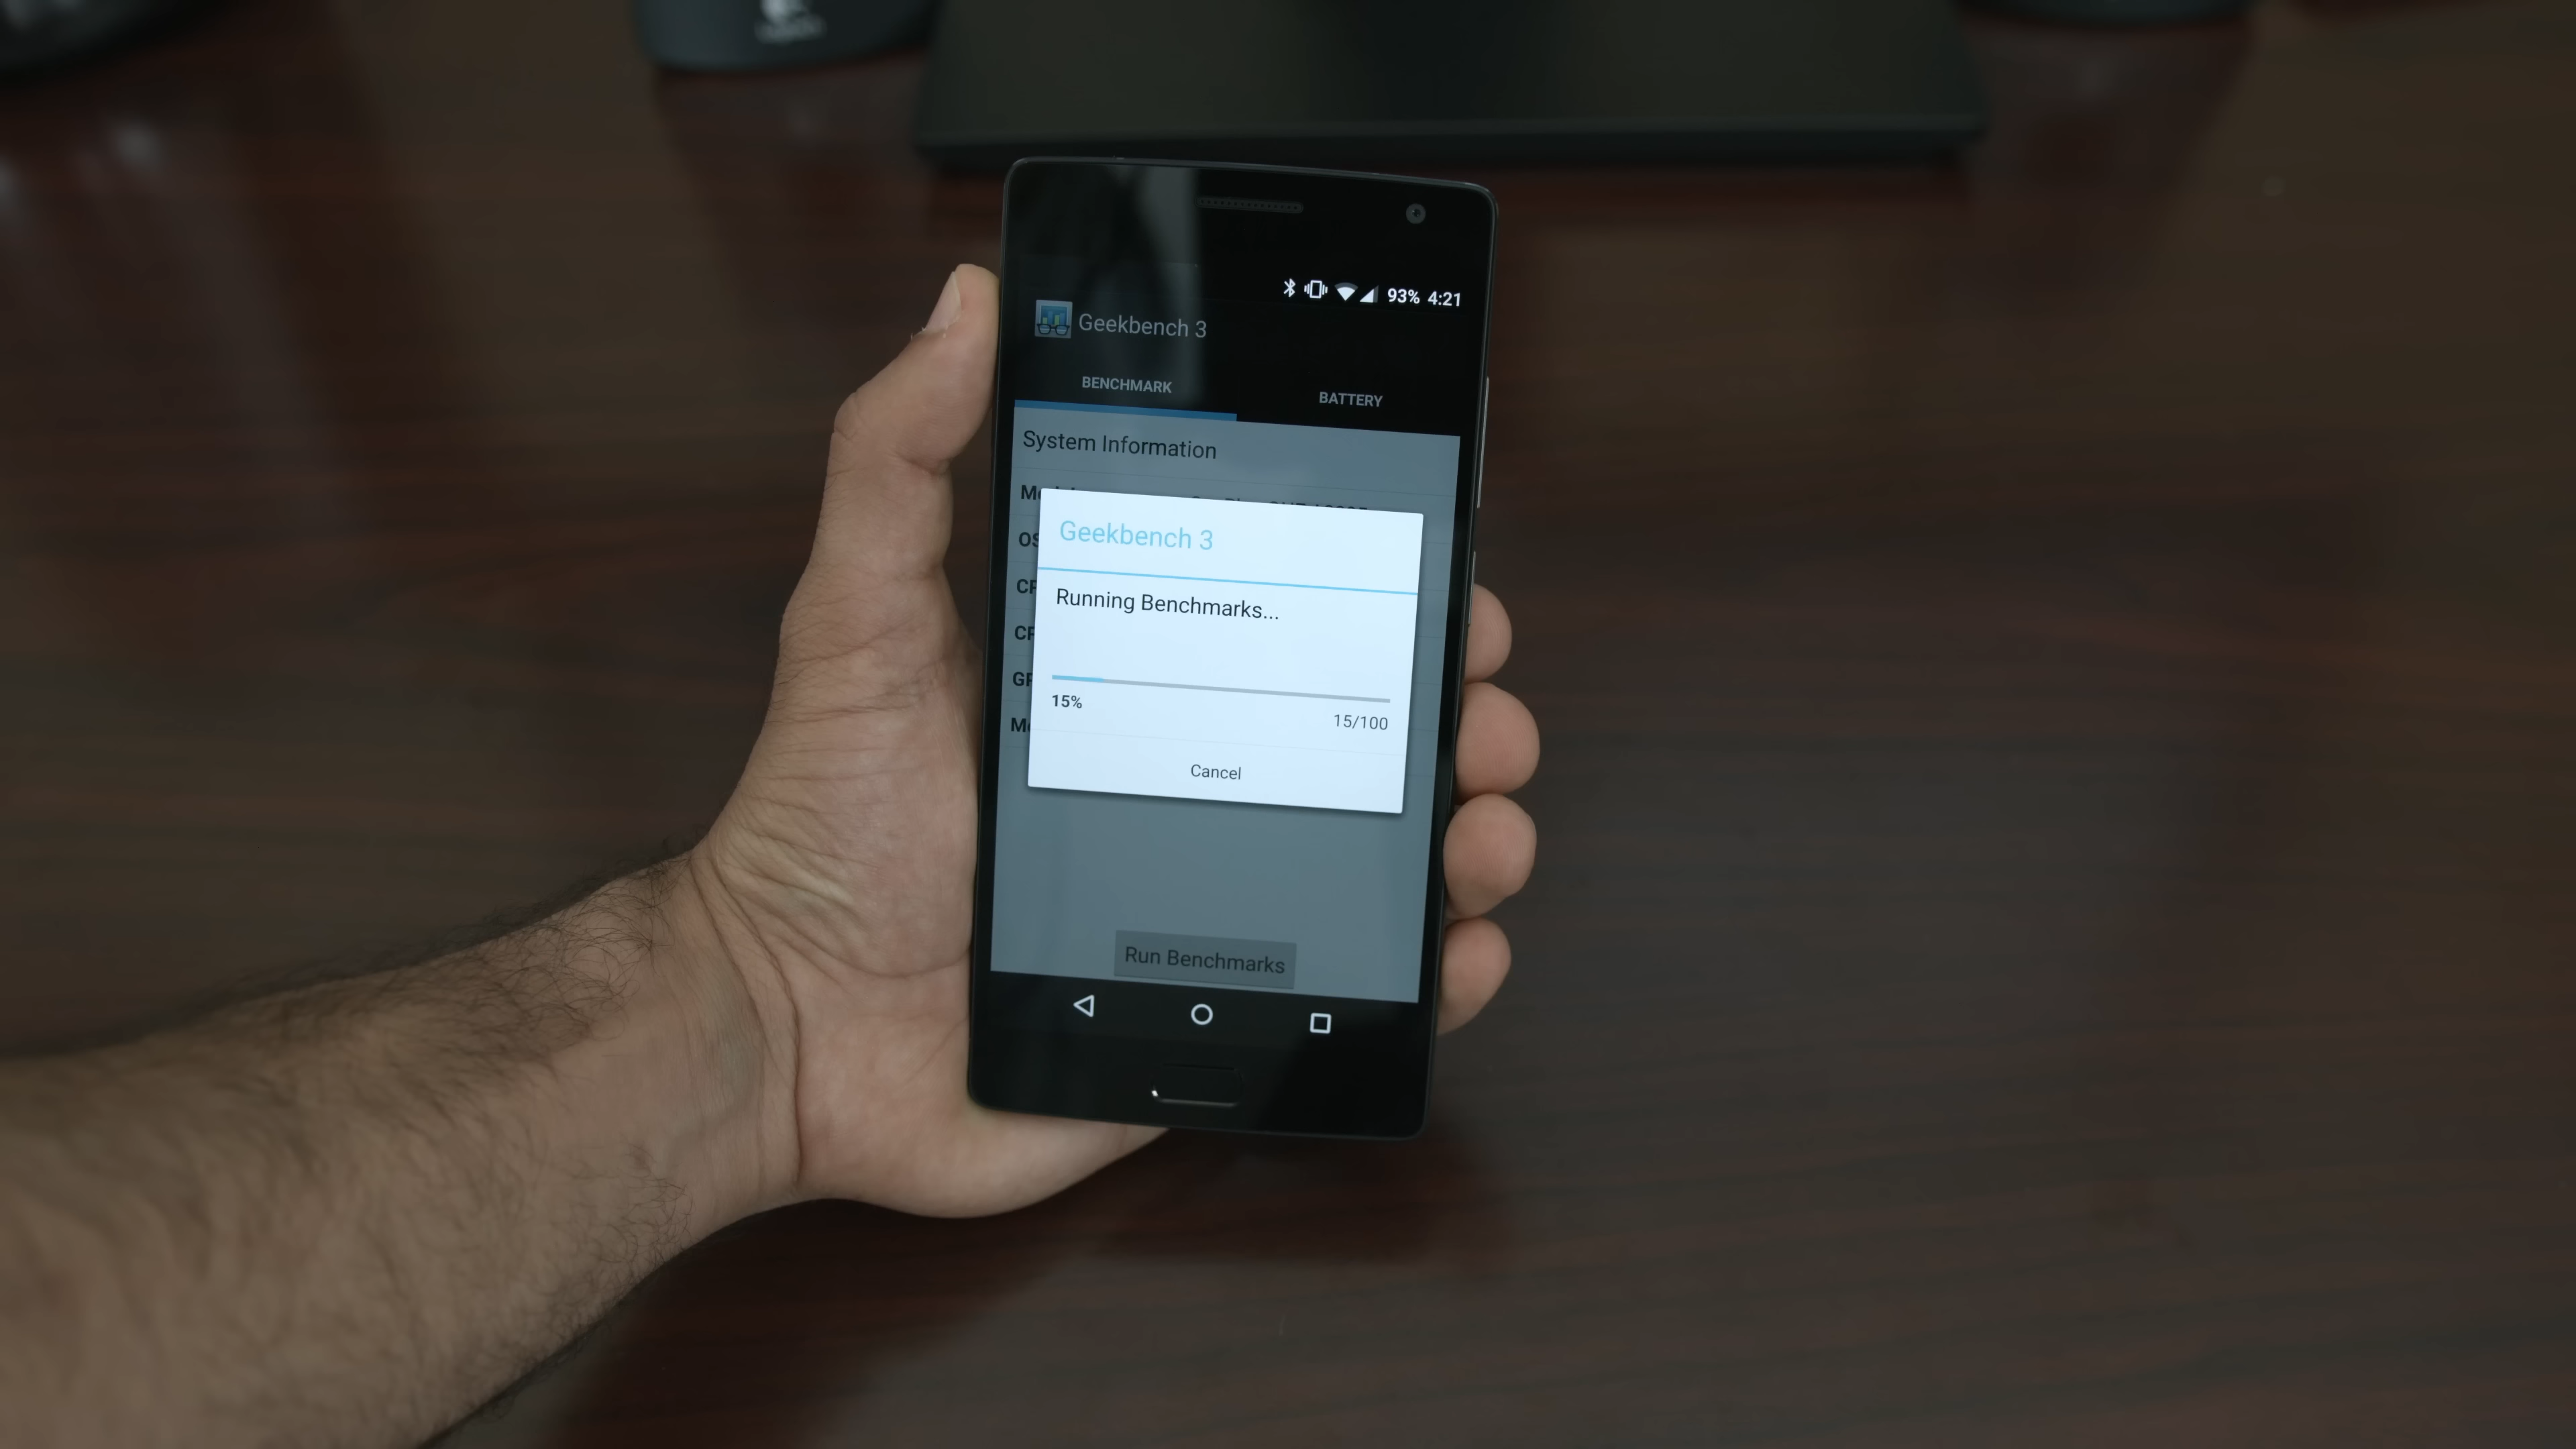 93% 4:21
Geekbench 3
BENCHMARK
BATTERY
System Information
Geekbench 3
Running Benchmarks...
15%
15/100
Cancel
Run Benchmarks